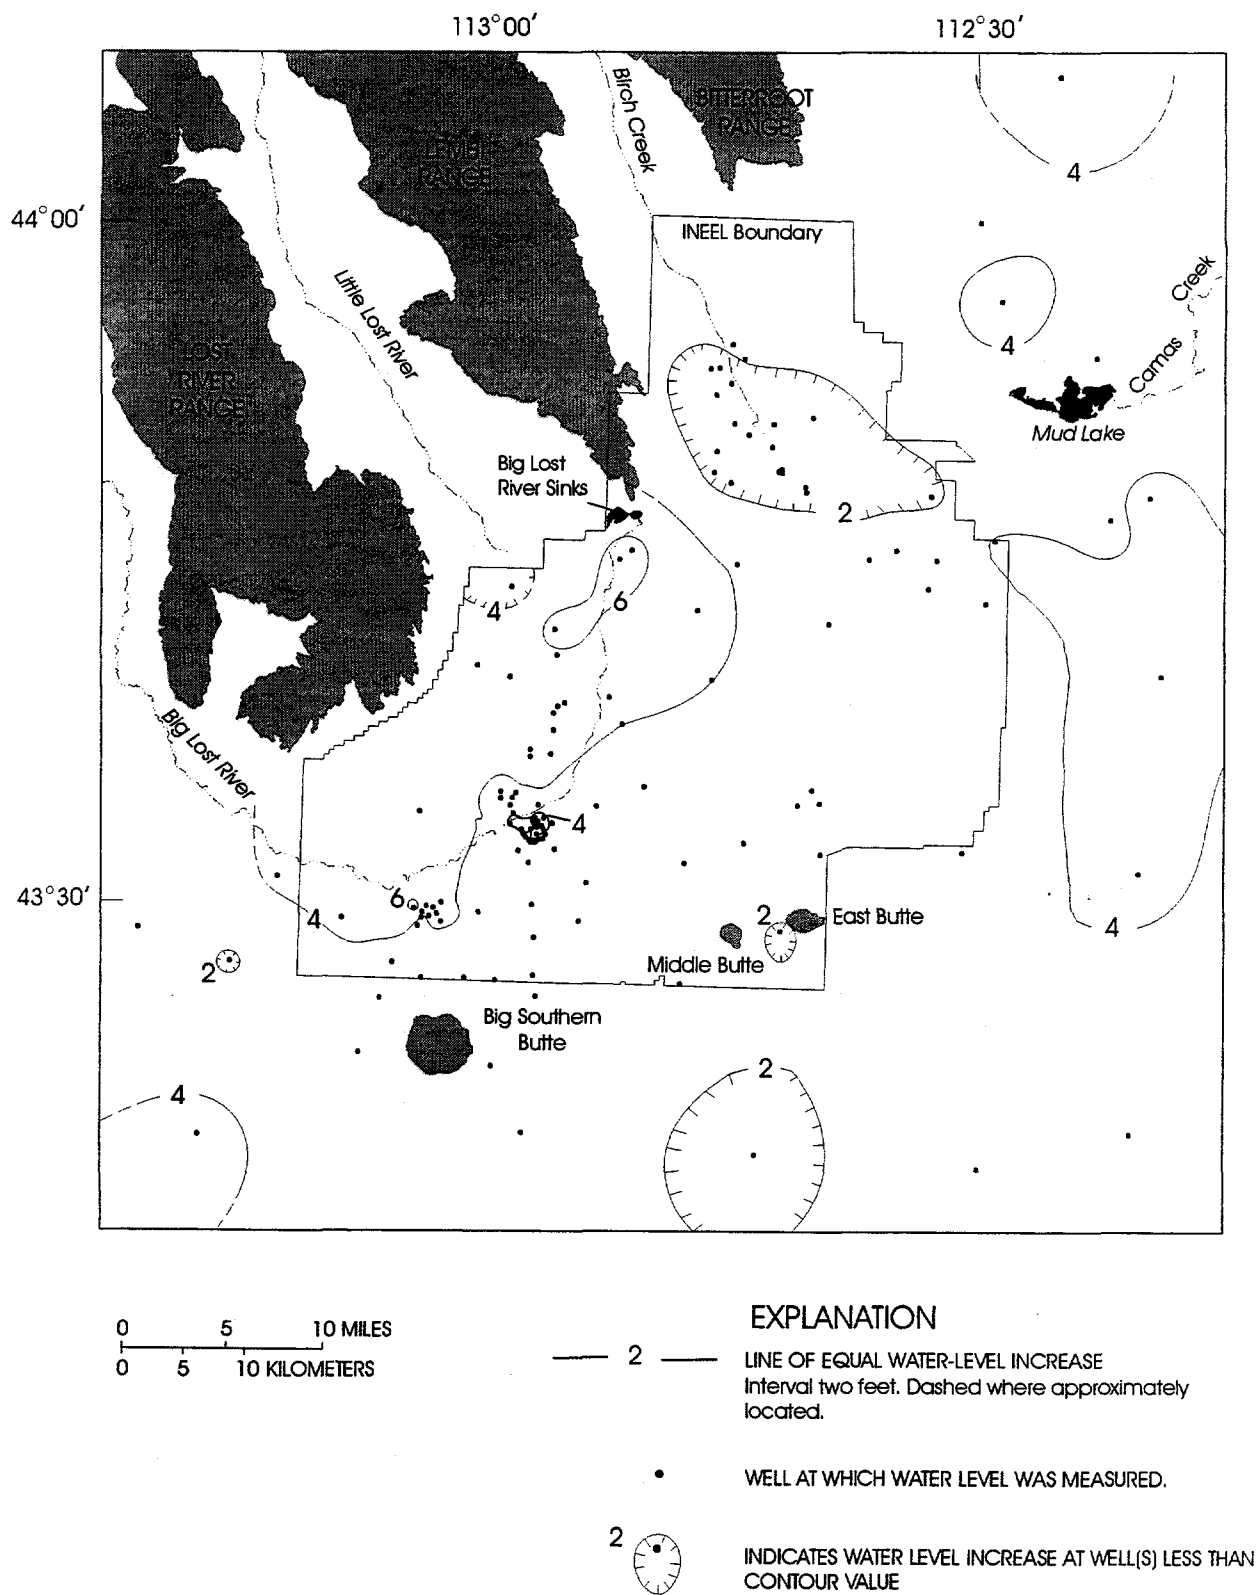 113°00′
112°30′
Birch Creek
BITTERROOT
RANGE
LEMHI
RANGE
4
44°00′
INEEL Boundary
Creek
Little Lost River
4
LOST
RIVER
RANGE
Camas
Mud Lake
Big Lost
River Sinks
2
4
6
Big Lost River
4
6
43°30′
4
2
East Butte
4
2
Middle Butte
Big Southern
Butte
4
2
0 5 10 MILES
0 5 10 KILOMETERS
EXPLANATION
2
LINE OF EQUAL WATER-LEVEL INCREASE
Interval two feet. Dashed where approximately
located.
WELL AT WHICH WATER LEVEL WAS MEASURED.
2
INDICATES WATER LEVEL INCREASE AT WELL(S) LESS THAN
CONTOUR VALUE